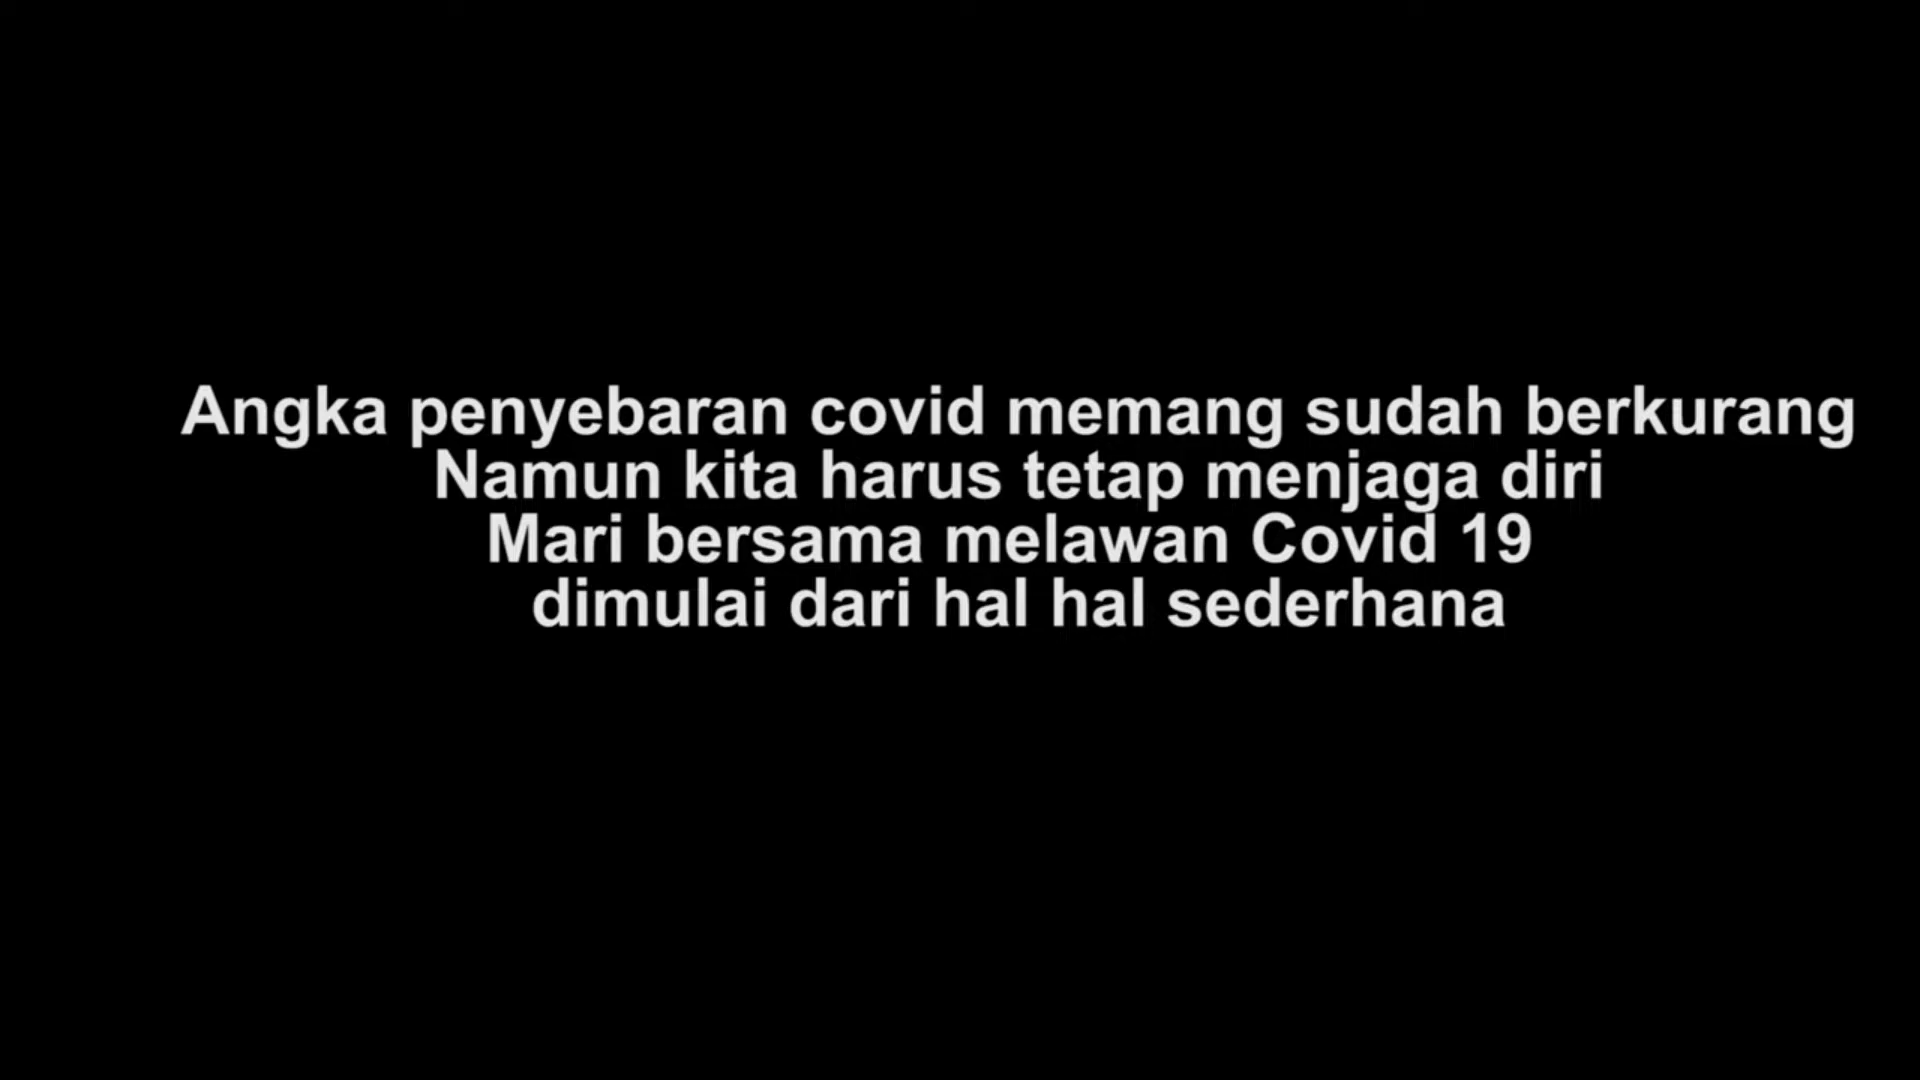 Angka penyebaran covid memang sudah berkurang
Namun kita harus tetap menjaga diri
Mari bersama melawan Covid 19
dimulai dari hal hal sederhana